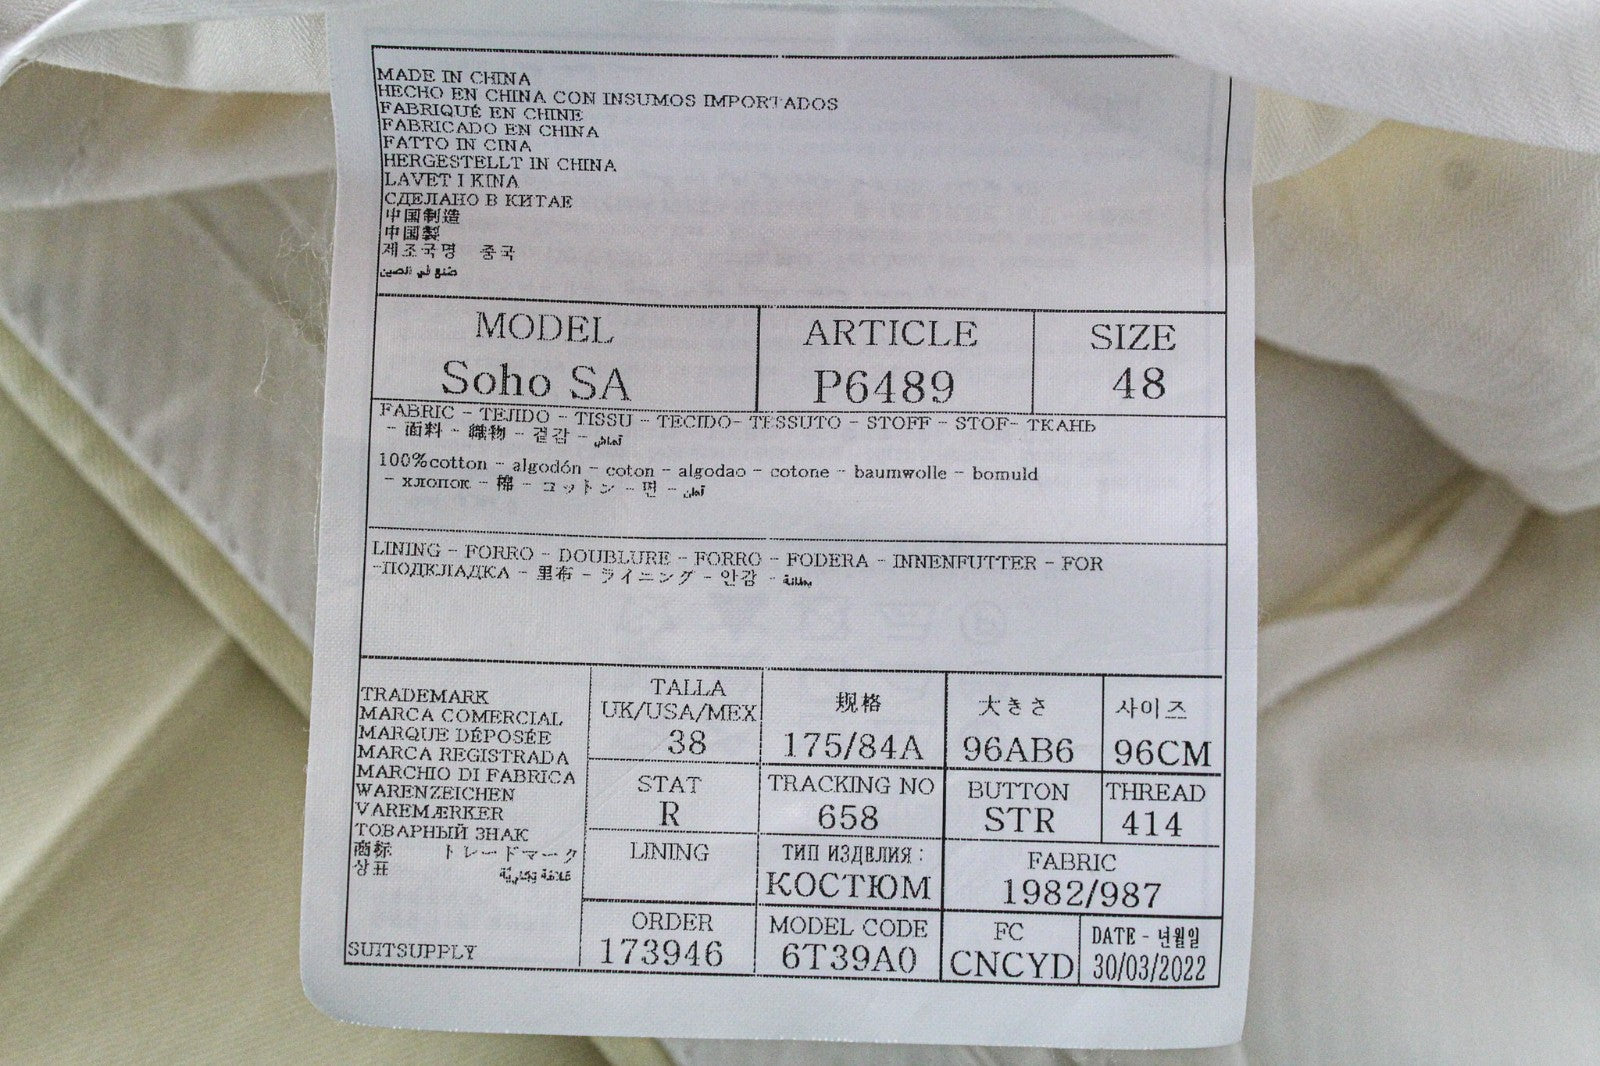 MADE IN CHINA
HECHO EN CHINA CON INSUMOS IMPORTADOS
FABRIQUÉ EN CHINE
FABRICADO EN CHINA
FATTO IN CINA
HERGESTELLT IN CHINA
LAVET I KINA
СДЕЛАНО В КИТАЕ
中国制造
中国製
제조국명 중국
صنع في الصين
MODEL
Soho SA
ARTICLE
P6489
SIZE
48
FABRIC - TEJIDO - TISSU - TECIDO- TESSUTO - STOFF - STOF- ТКАНЬ
- 面料 - 織物 - 겉감 - قماش
100%cotton - algodón - coton - algodao - cotone - baumwolle - bomuld
- хлопок - 棉 - コットン - 면 -
LINING - FORRO - DOUBLURE - FORRO - FODERA - INNENFUTTER - FOR
-ПОДКЛАДКА - 里布 - ライニング - 안감 - بطانة
TRADEMARK
MARCA COMERCIAL
MARQUE DÉPOSÉE
MARCA REGISTRADA
MARCHIO DI FABRICA
WARENZEICHEN
VAREMÆRKER
ТОВАРНЫЙ ЗНАК
商标 トレードマーク
상표 علامة تجارية
SUITSUPPLY
TALLA
UK/USA/MEX
38
规格
175/84A
大きさ
96AB6
사이즈
96CM
STAT
R
TRACKING NO
658
BUTTON
STR
THREAD
414
LINING
ТИП ИЗДЕЛИЯ :
КОСТЮМ
FABRIC
1982/987
ORDER
173946
MODEL CODE
6T39A0
FC
CNCYD
DATE - 년월일
30/03/2022